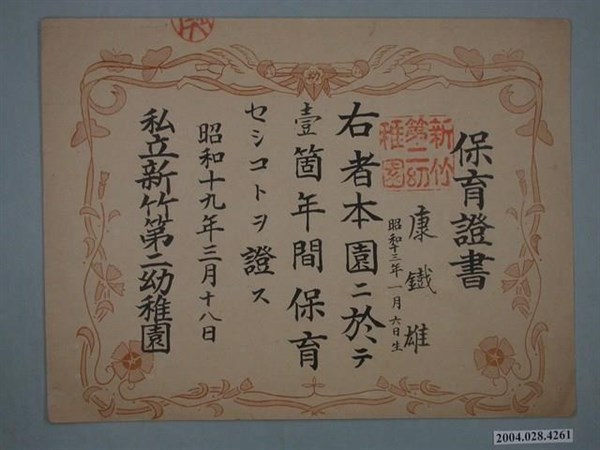 保育證書
新竹
第二幼
稚園
康鐵雄
昭和十三年一月六日生
右者本園ニ於テ
壹箇年間保育
セシコトヲ證ス
昭和十九年三月十八日
私立新竹第二幼稚園
幼
2004.028.4261